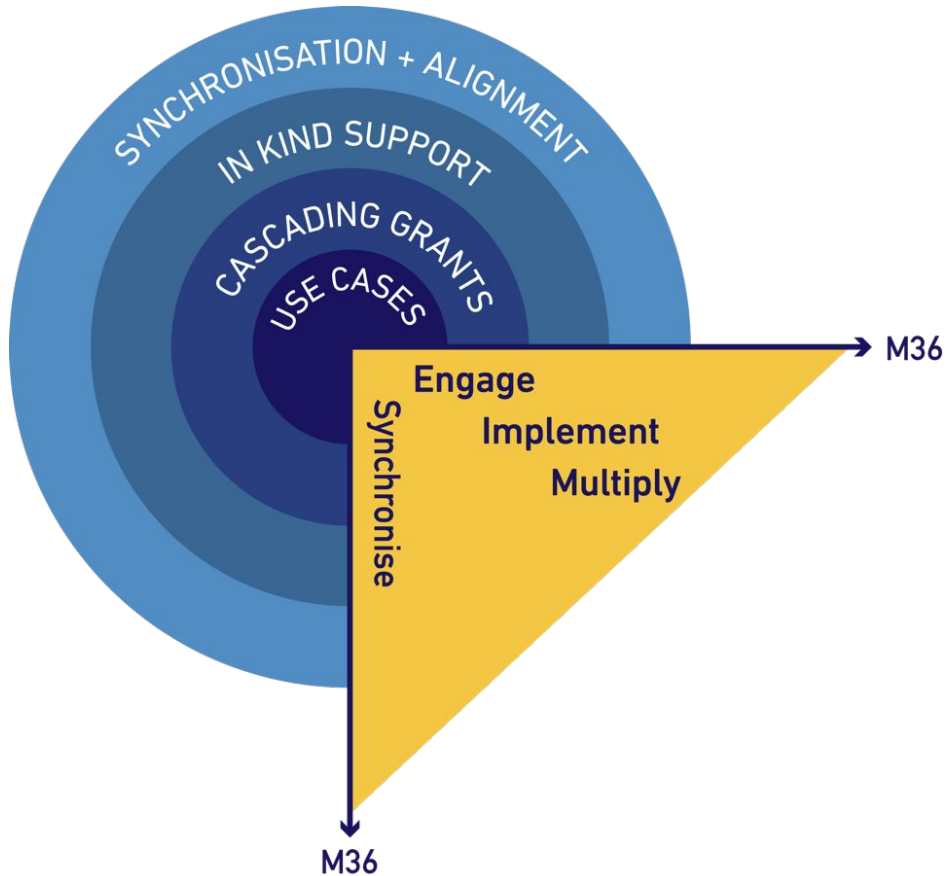 SYNCHRONISATION + ALIGNMENT
IN KIND SUPPORT
CASCADING GRANTS
USE CASES
M36
Engage
Synchronise
Implement
Multiply
M36